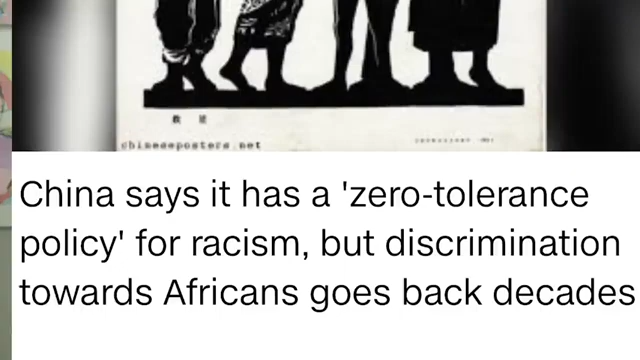 chineseposters.net
China says it has a 'zero-tolerance
policy' for racism, but discrimination
towards Africans goes back decades